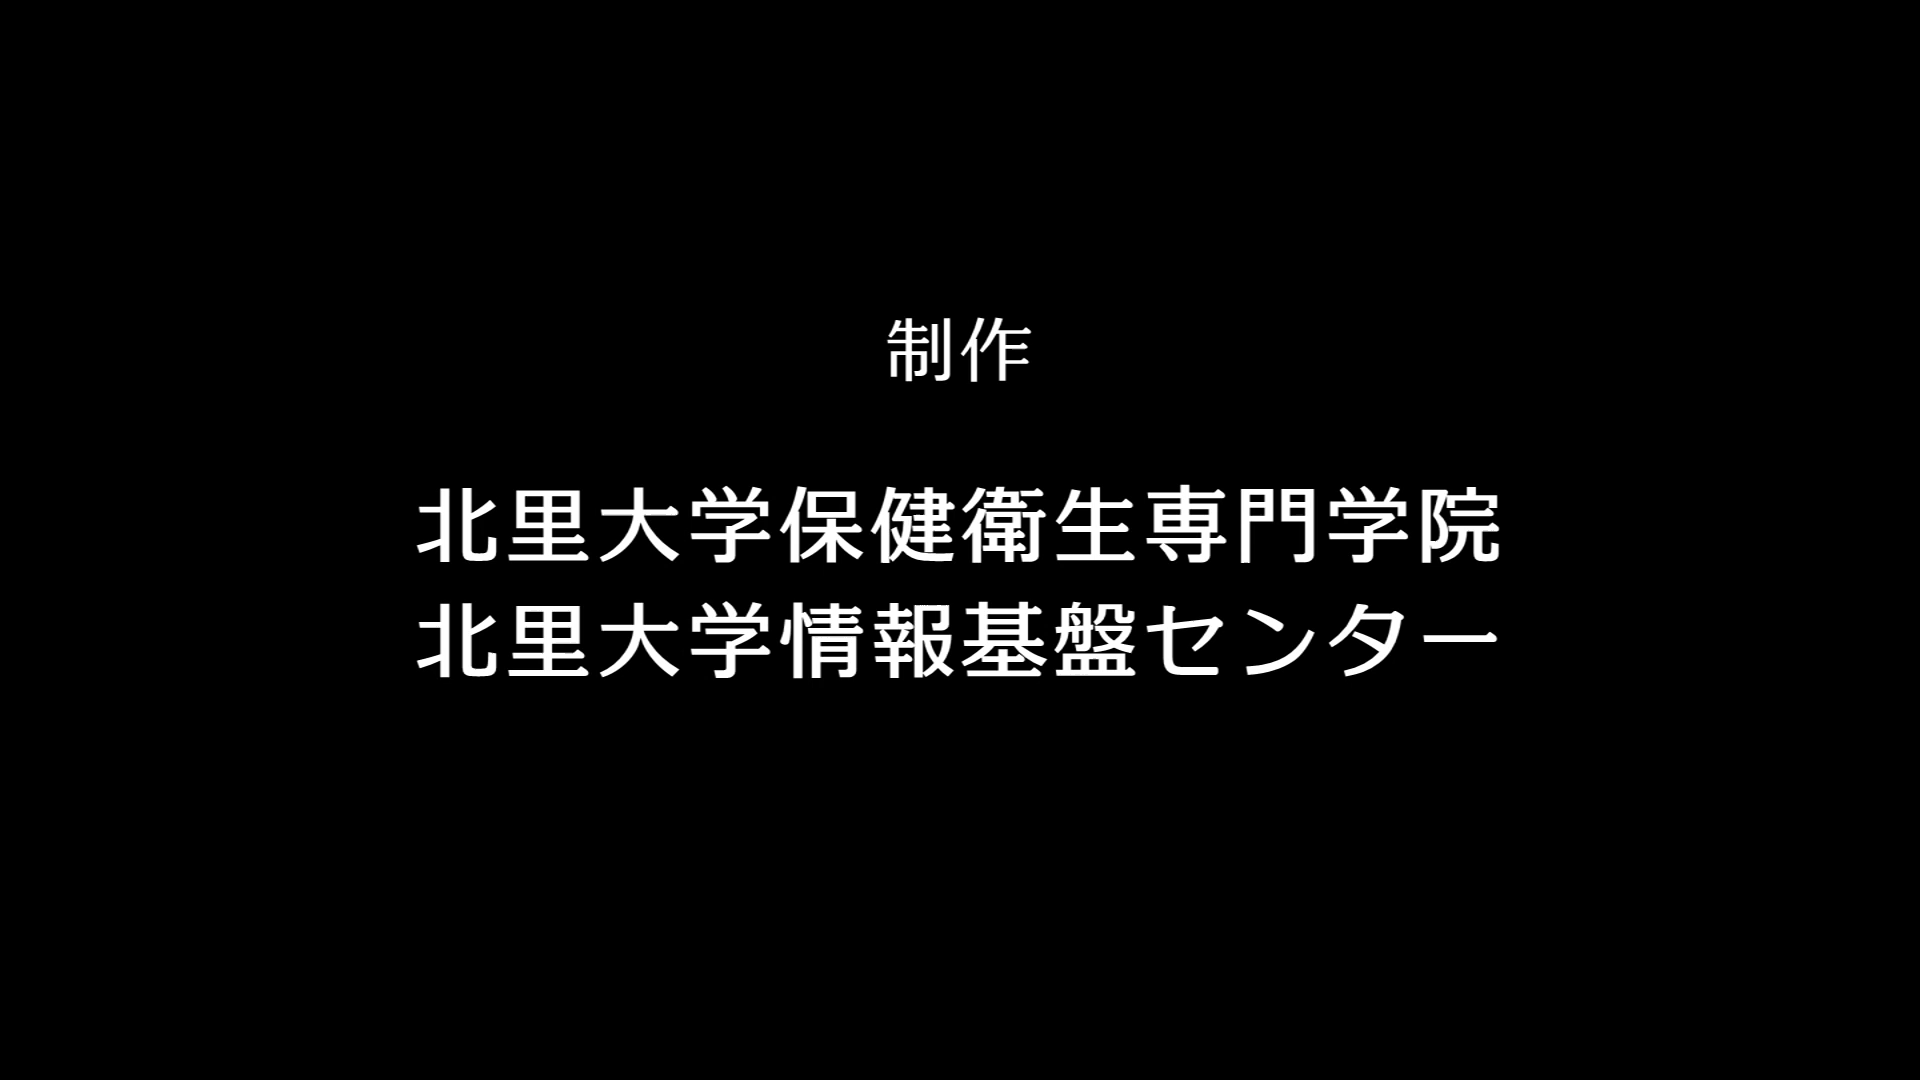 制作
北里大学保健衛生専門学院
北里大学情報基盤センター